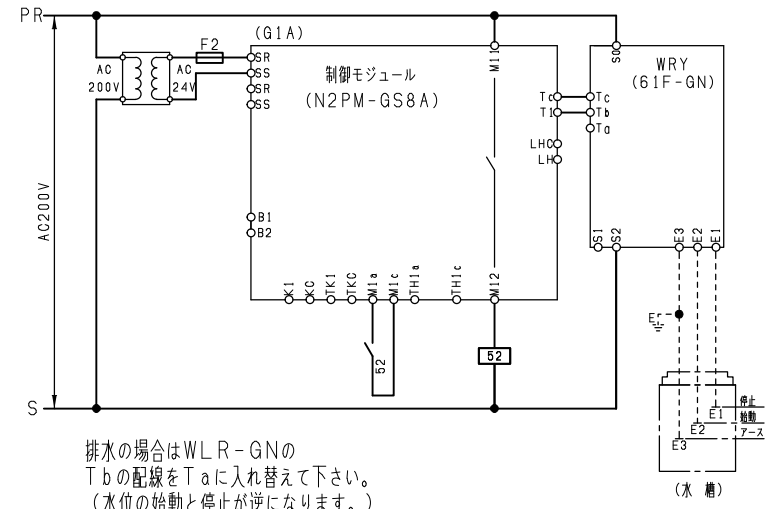 PR
(G1A)
F2
AC
200V
AC
24V
SR
SS
SR
SS
制御モジュール
(N2PM-GS8A)
M11
S0
WRY
(61F-GN)
Tc
T1
Tc
Tb
Ta
LHC
LH
AC200V
B1
B2
S1
S2
E3
E2
E1
K1
KC
TK1
TKC
M1a
M1c
TH1a
TH1c
M12
E
52
52
S
E1
停止
E2
始動
E3
アース
(水 槽)
排水の場合はWLR-GNの
Tbの配線をTaに入れ替えて下さい。
(水位の始動と停止が逆になります。)